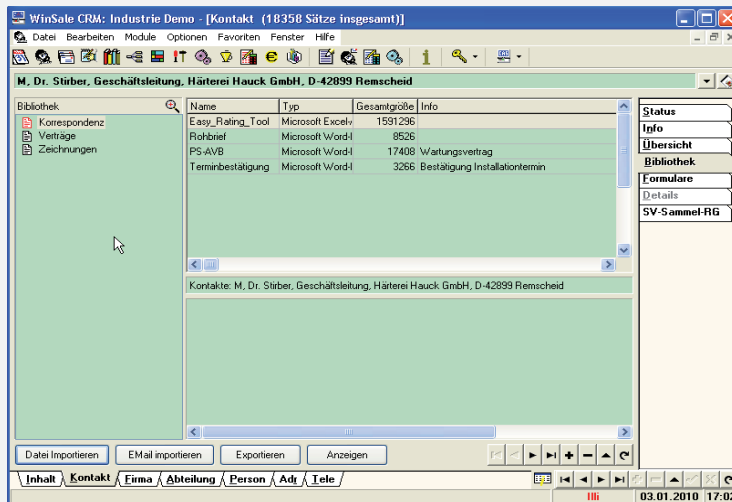 WinSale CRM: Industrie Demo - [Kontakt (18358 Sätze insgesamt)]
Datei Bearbeiten Module Optionen Favoriten Fenster Hilfe
M, Dr. Stirber, Geschäftsleitung, Härterei Hauck GmbH, D-42899 Remscheid
Bibliothek
Korrespondenz
Verträge
Zeichnungen
Name Typ Gesamtgröße Info
Easy_Rating_Tool Microsoft Excel 1591296
Rohbrief Microsoft Word-l 8526
PS-AVB Microsoft Word-l 17408 Wartungsvertrag
Terminbestätigung Microsoft Word-l 3266 Bestätigung Installationtermin
Kontakte: M, Dr. Stirber, Geschäftsleitung, Härterei Hauck GmbH, D-42899 Remscheid
Status
Info
Übersicht
Bibliothek
Formulare
Details
SV-Sammel-RG
Datei Importieren EMail importieren Exportieren Anzeigen
Inhalt Kontakt Firma Abteilung Person Adr Tele
Illi 03.01.2010 17:02